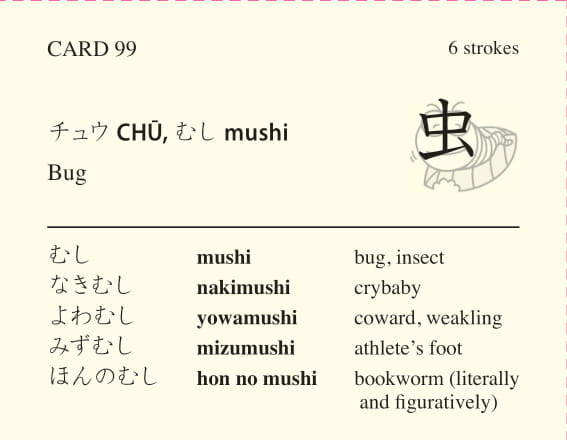 CARD 99 6 strokes
チュウ CHŪ, むし mushi
虫
Bug
むし mushi bug, insect
なきむし nakimushi crybaby
よわむし yowamushi coward, weakling
みずむし mizumushi athlete's foot
ほんのむし hon no mushi bookworm (literally
and figuratively)